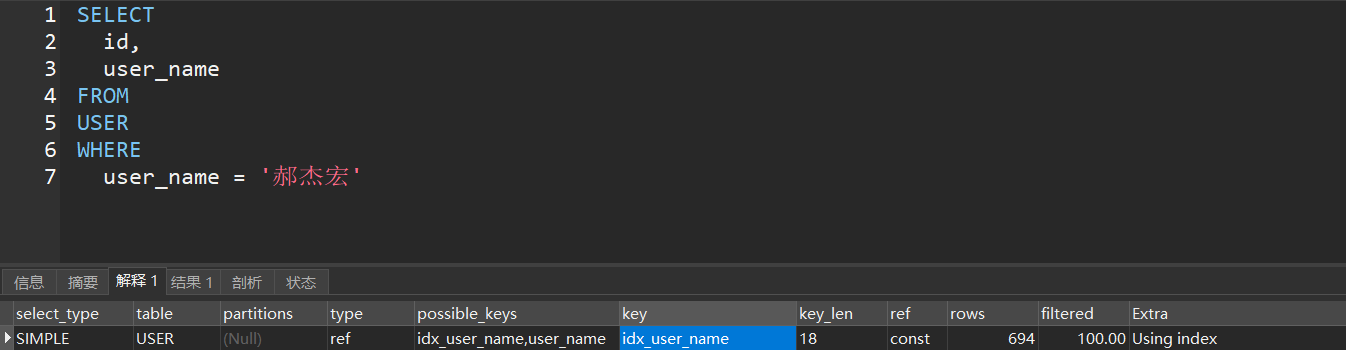 1 SELECT
2 id,
3 user_name
4 FROM
5 USER
6 WHERE
7 user_name = '郝杰宏'
信息 摘要 解释 1 结果 1 剖析 状态
select_type table partitions type possible_keys key key_len ref rows filtered Extra
SIMPLE USER (Null) ref idx_user_name,user_name idx_user_name 18 const 694 100.00 Using index